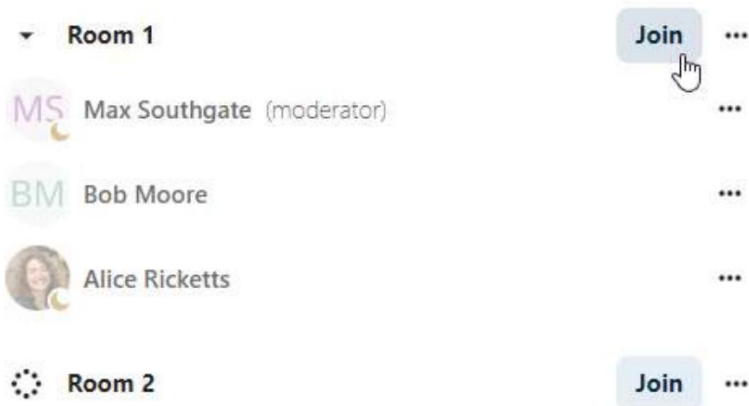 Room 1 Join
MS Max Southgate (moderator)
BM Bob Moore
Alice Ricketts
Room 2 Join